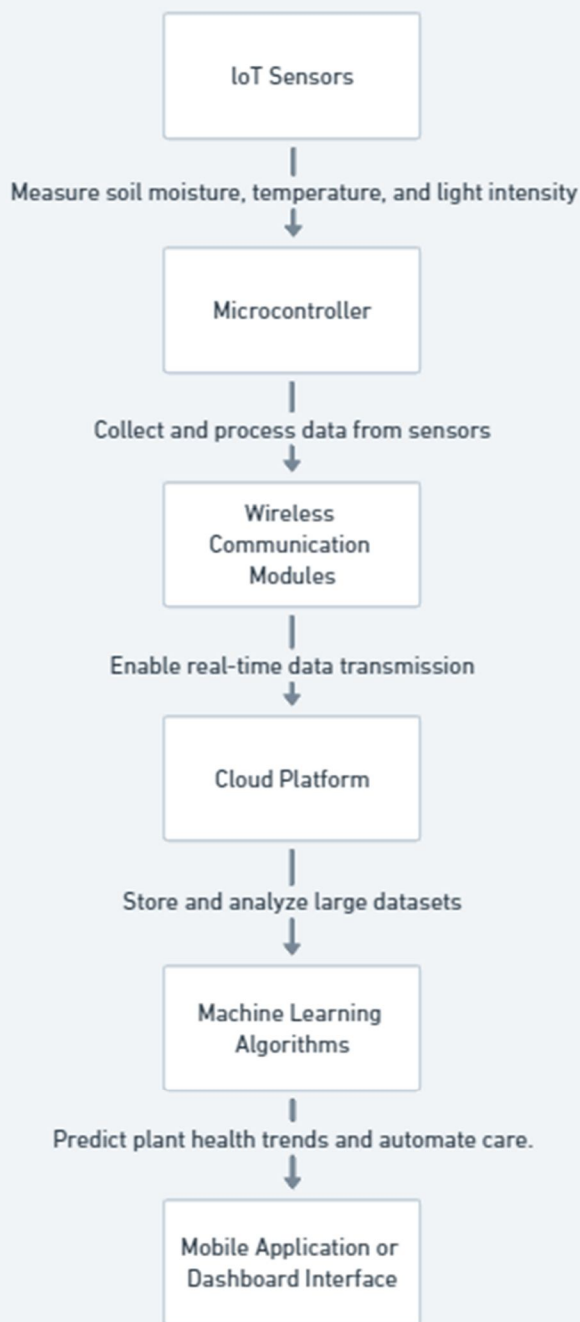 IoT Sensors
Measure soil moisture, temperature, and light intensity
Microcontroller
Collect and process data from sensors
Wireless
Communication
Modules
Enable real-time data transmission
Cloud Platform
Store and analyze large datasets
Machine Learning
Algorithms
Predict plant health trends and automate care.
Mobile Application or
Dashboard Interface